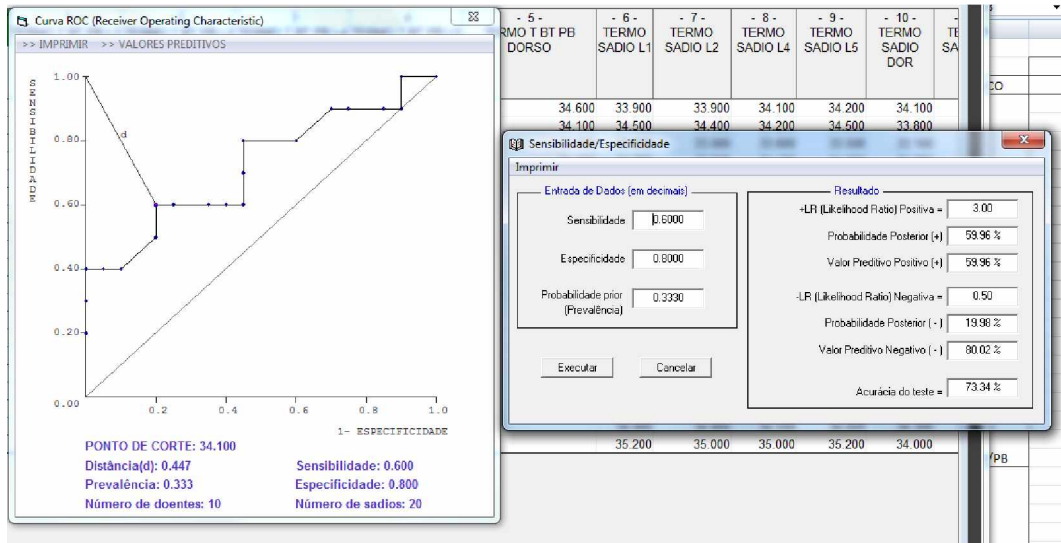 Curva ROC (Receiver Operating Characteristic)
>> IMPRIMIR >> VALORES PREDITIVOS
SENSIBILIDADE
1.00
0.80
0.60
0.40
0.20
0.00
d
0.2 0.4 0.6 0.8 1.0
1- ESPECIFICIDADE
PONTO DE CORTE: 34.100
Distância(d): 0.447 Sensibilidade: 0.600
Prevalência: 0.333 Especificidade: 0.800
Número de doentes: 10 Número de sadios: 20
- 5 - - 6 - - 7 - - 8 - - 9 - - 10 - -
RMO T BT PB TERMO TERMO TERMO TERMO TERMO TE
DORSO SADIO L1 SADIO L2 SADIO L4 SADIO L5 SADIO SA
DOR
CO
34.600 33.900 33.900 34.100 34.200 34.100
34.100 34.500 34.400 34.200 34.500 33.800
Sensibilidade/Especificidade
Imprimir
Entrada de Dados (em decimais)
Sensibilidade 0.6000
Especificidade 0.8000
Probabilidade prior 0.3330
(Prevalência)
Executar Cancelar
Resultado
+LR (Likelihood Ratio) Positiva = 3.00
Probabilidade Posterior (+) 59.96 %
Valor Preditivo Positivo (+) 59.96 %
-LR (Likelihood Ratio) Negativa = 0.50
Probabilidade Posterior ( - ) 19.98 %
Valor Preditivo Negativo ( - ) 80.02 %
Acurácia do teste = 73.34 %
35.200 35.000 35.200 34.000
/PB